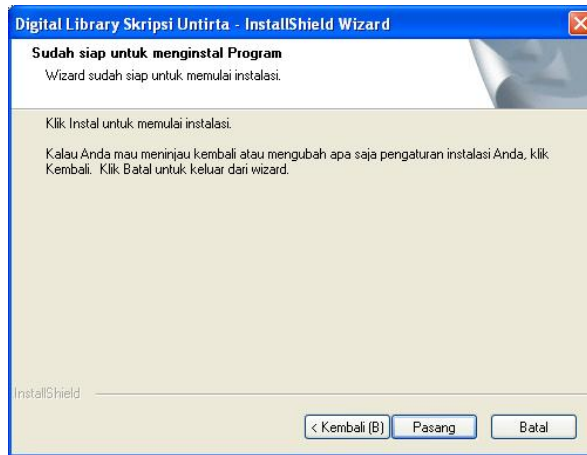 Digital Library Skripsi Untirta - InstallShield Wizard
Sudah siap untuk menginstal Program
Wizard sudah siap untuk memulai instalasi.
Klik Instal untuk memulai instalasi.
Kalau Anda mau meninjau kembali atau mengubah apa saja pengaturan instalasi Anda, klik
Kembali. Klik Batal untuk keluar dari wizard.
InstallShield
< Kembali (B) Pasang Batal